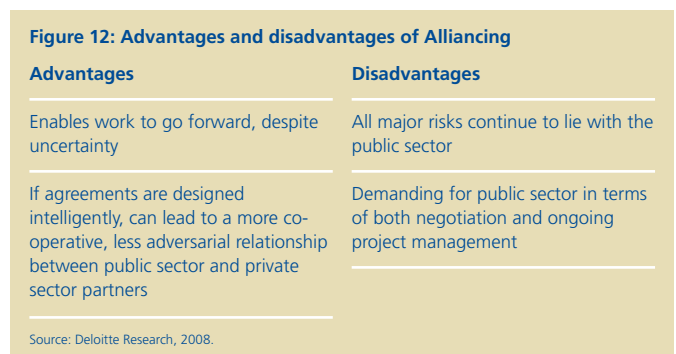 Figure 12: Advantages and disadvantages of Alliancing
Advantages
Enables work to go forward, despite
uncertainty
If agreements are designed
intelligently, can lead to a more co-
operative, less adversarial relationship
between public sector and private
sector partners
Disadvantages
All major risks continue to lie with the
public sector
Demanding for public sector in terms
of both negotiation and ongoing
project management
Source: Deloitte Research, 2008.